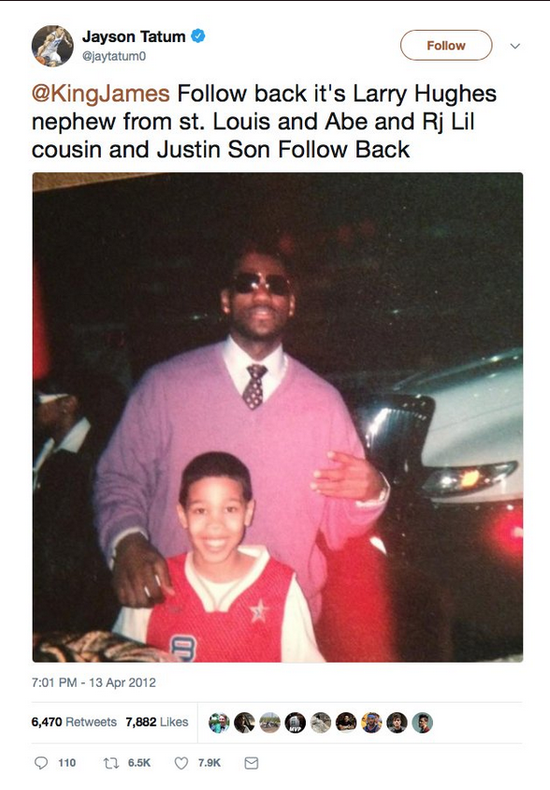 Jayson Tatum
Follow
@jaytatum0
@KingJames Follow back it's Larry Hughes
nephew from st. Louis and Abe and Rj Lil
cousin and Justin Son Follow Back
8
7:01 PM - 13 Apr 2012
6,470 Retweets 7,882 Likes
MVP
110 6.5K 7.9K